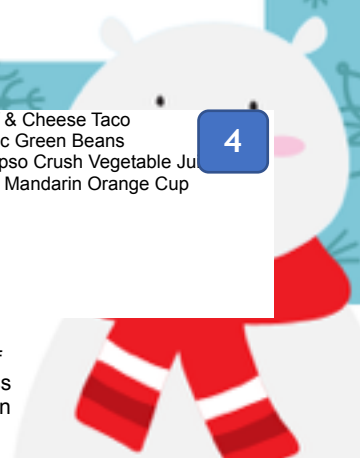 & Cheese Taco
4
c Green Beans
pso Crush Vegetable Ju
Mandarin Orange Cup
s
n